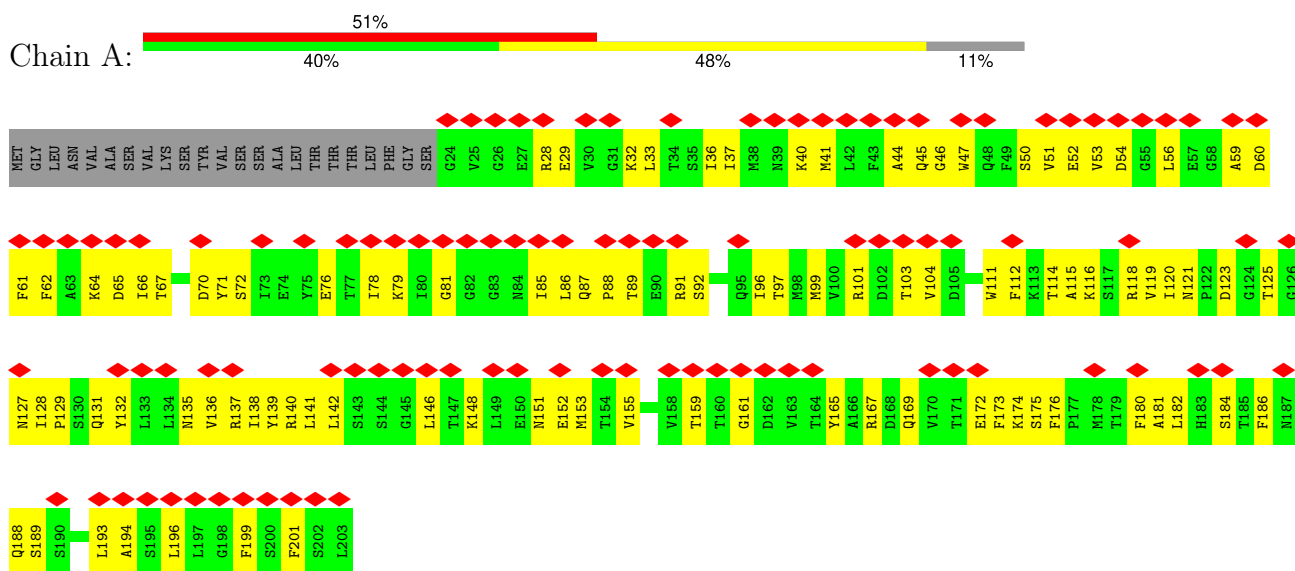 51%
Chain A:
40% 48% 11%
MET GLY LEU ASN VAL ALA SER VAL LYS SER TYR VAL SER SER ALA LEU THR THR THR LEU PHE GLY SER G24 V25 G26 E27 R28 E29 V30 G31 K32 L33 T34 S35 I36 I37 M38 N39 K40 M41 L42 F43 A44 Q45 G46 W47 Q48 F49 S50 V51 E52 V53 D54 G55 L56 E57 G58 A59 D60
F61 F62 A63 K64 D65 I66 T67 D70 Y71 S72 I73 E74 Y75 E76 T77 I78 K79 I80 G81 G82 G83 N84 I85 L86 Q87 P88 T89 E90 R91 S92 Q95 I96 T97 M98 M99 V100 R101 D102 T103 V104 D105 W111 F112 K113 T114 A115 K116 S117 R118 V119 I120 N121 P122 D123 G124 T125 G126
N127 I128 P129 S130 Q131 Y132 L133 L134 N135 V136 R137 I138 Y139 R140 L141 L142 S143 S144 G145 L146 T147 K148 L149 E150 N151 E152 M153 T154 V155 V158 T159 T160 G161 D162 V163 T164 Y165 A166 R167 D168 Q169 V170 T171 E172 F173 K174 S175 F176 P177 M178 T179 F180 A181 L182 H183 S184 T185 F186 N187
Q188 S189 S190 L193 A194 S195 L196 L197 G198 F199 S200 F201 S202 L203